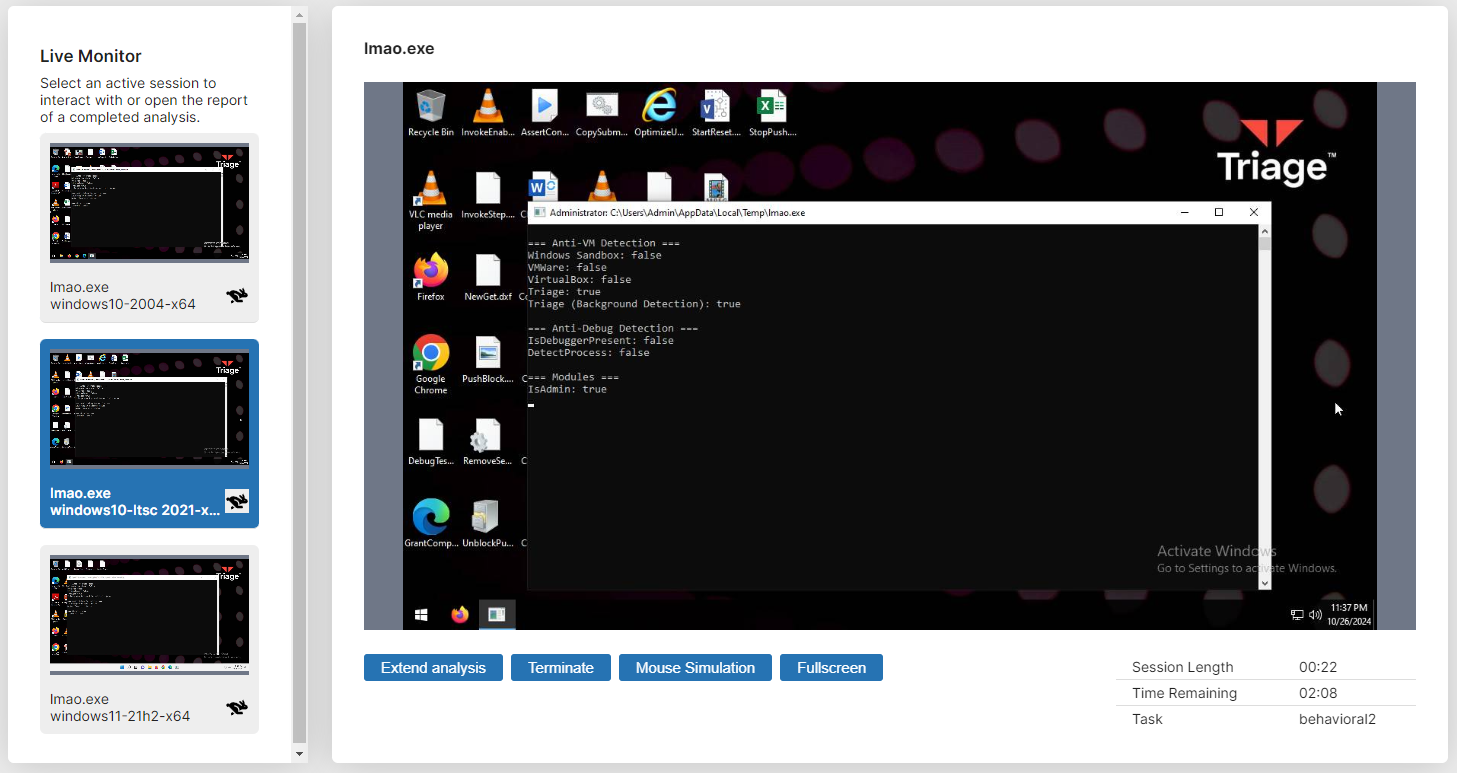 Live Monitor
Select an active session to
interact with or open the report
of a completed analysis.
lmao.exe
windows10-2004-x64
lmao.exe
windows10-ltsc 2021-x...
lmao.exe
windows11-21h2-x64
lmao.exe
Recycle Bin
InvokeEnab...
AssertCon...
CopySubm...
OptimizeU...
StartReset....
StopPush....
Triage™
VLC media
player
InvokeStep....
Administrator: C:\Users\Admin\AppData\Local\Temp\lmao.exe
=== Anti-VM Detection ===
Windows Sandbox: false
VMWare: false
VirtualBox: false
Triage: true
Triage (Background Detection): true
=== Anti-Debug Detection ===
IsDebuggerPresent: false
DetectProcess: false
=== Modules ===
IsAdmin: true
Firefox
NewGet.dxf
Google
Chrome
PushBlock....
DebugTes...
RemoveSe...
GrantComp...
UnblockPu...
Activate Windows
Go to Settings to activate Windows.
11:37 PM
10/26/2024
Extend analysis
Terminate
Mouse Simulation
Fullscreen
Session Length 00:22
Time Remaining 02:08
Task behavioral2